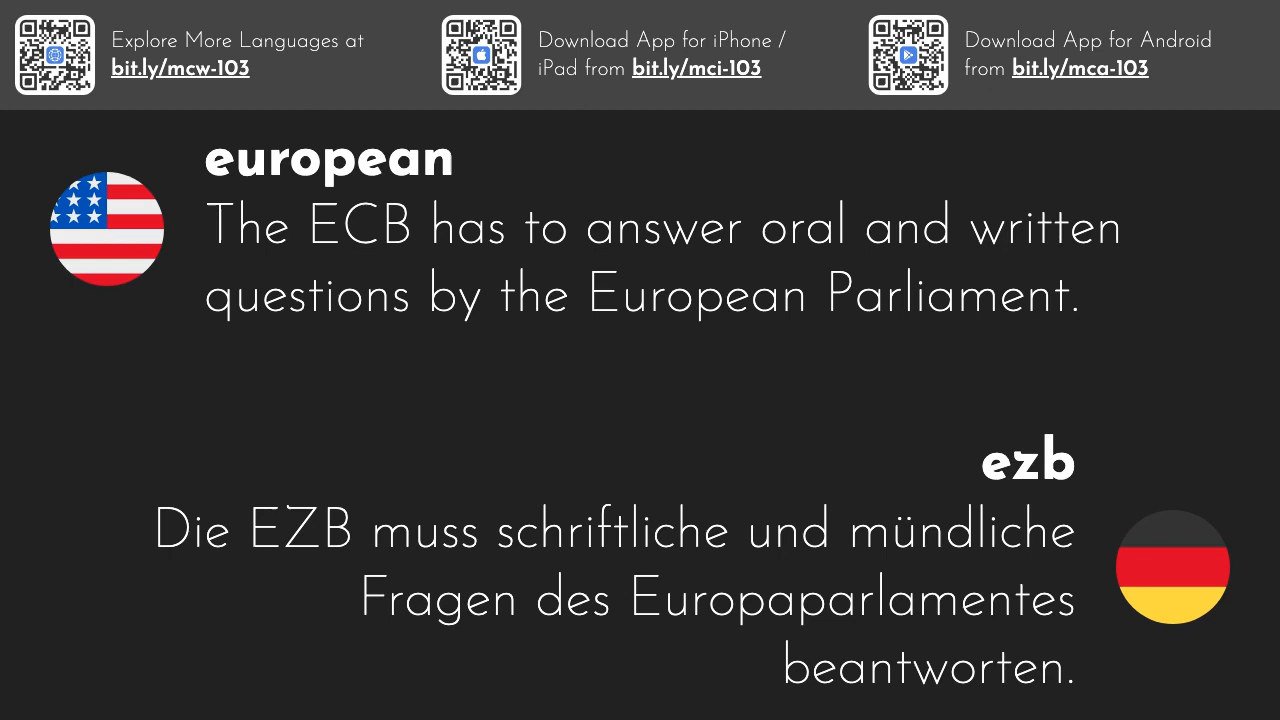 Explore More Languages at
bit.ly/mcw-103
Download App for iPhone /
iPad from bit.ly/mci-103
Download App for Android
from bit.ly/mca-103
european
The ECB has to answer oral and written
questions by the European Parliament.
ezb
Die EZB muss schriftliche und mündliche
Fragen des Europaparlamentes
beantworten.